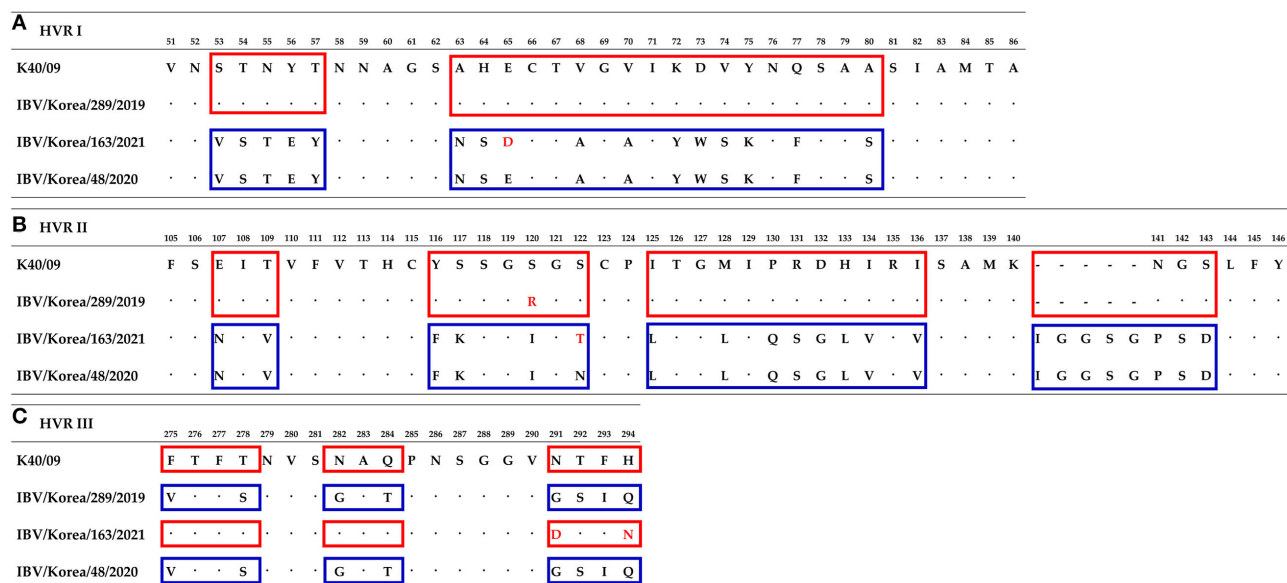 A HVR I
51 52 53 54 55 56 57 58 59 60 61 62 63 64 65 66 67 68 69 70 71 72 73 74 75 76 77 78 79 80 81 82 83 84 85 86
K40/09 V N S T N Y T N N A G S A H E C T V G V I K D V Y N Q S A A S I A M T A
IBV/Korea/289/2019 · · · · · · · · · · · · · · · · · · · · · · · · · · · · · · · · · · · ·
IBV/Korea/163/2021 · · V S T E Y · · · · · N S D · · A · A · Y W S K · F · · S · · · · · ·
IBV/Korea/48/2020 · · V S T E Y · · · · · N S E · · A · A · Y W S K · F · · S · · · · · ·
B HVR II
105 106 107 108 109 110 111 112 113 114 115 116 117 118 119 120 121 122 123 124 125 126 127 128 129 130 131 132 133 134 135 136 137 138 139 140 141 142 143 144 145 146
K40/09 F S E I T V F V T H C Y S S G S G S C P I T G M I P R D H I R I S A M K - - - - - N G S L F Y
IBV/Korea/289/2019 · · · · · · · · · · · · · · · R · · · · · · · · · · · · · · · · · · · · - - - - - · · · · · ·
IBV/Korea/163/2021 · · N · V · · · · · · F K · · I · T · · L · · L · Q S G L V · V · · · · I G G S G P S D · · ·
IBV/Korea/48/2020 · · N · V · · · · · · F K · · I · N · · L · · L · Q S G L V · V · · · · I G G S G P S D · · ·
C HVR III
275 276 277 278 279 280 281 282 283 284 285 286 287 288 289 290 291 292 293 294
K40/09 F T F T N V S N A Q P N S G G V N T F H
IBV/Korea/289/2019 V · · S · · · G · T · · · · · · G S I Q
IBV/Korea/163/2021 · · · · · · · · · · · · · · · · D · · N
IBV/Korea/48/2020 V · · S · · · G · T · · · · · · G S I Q